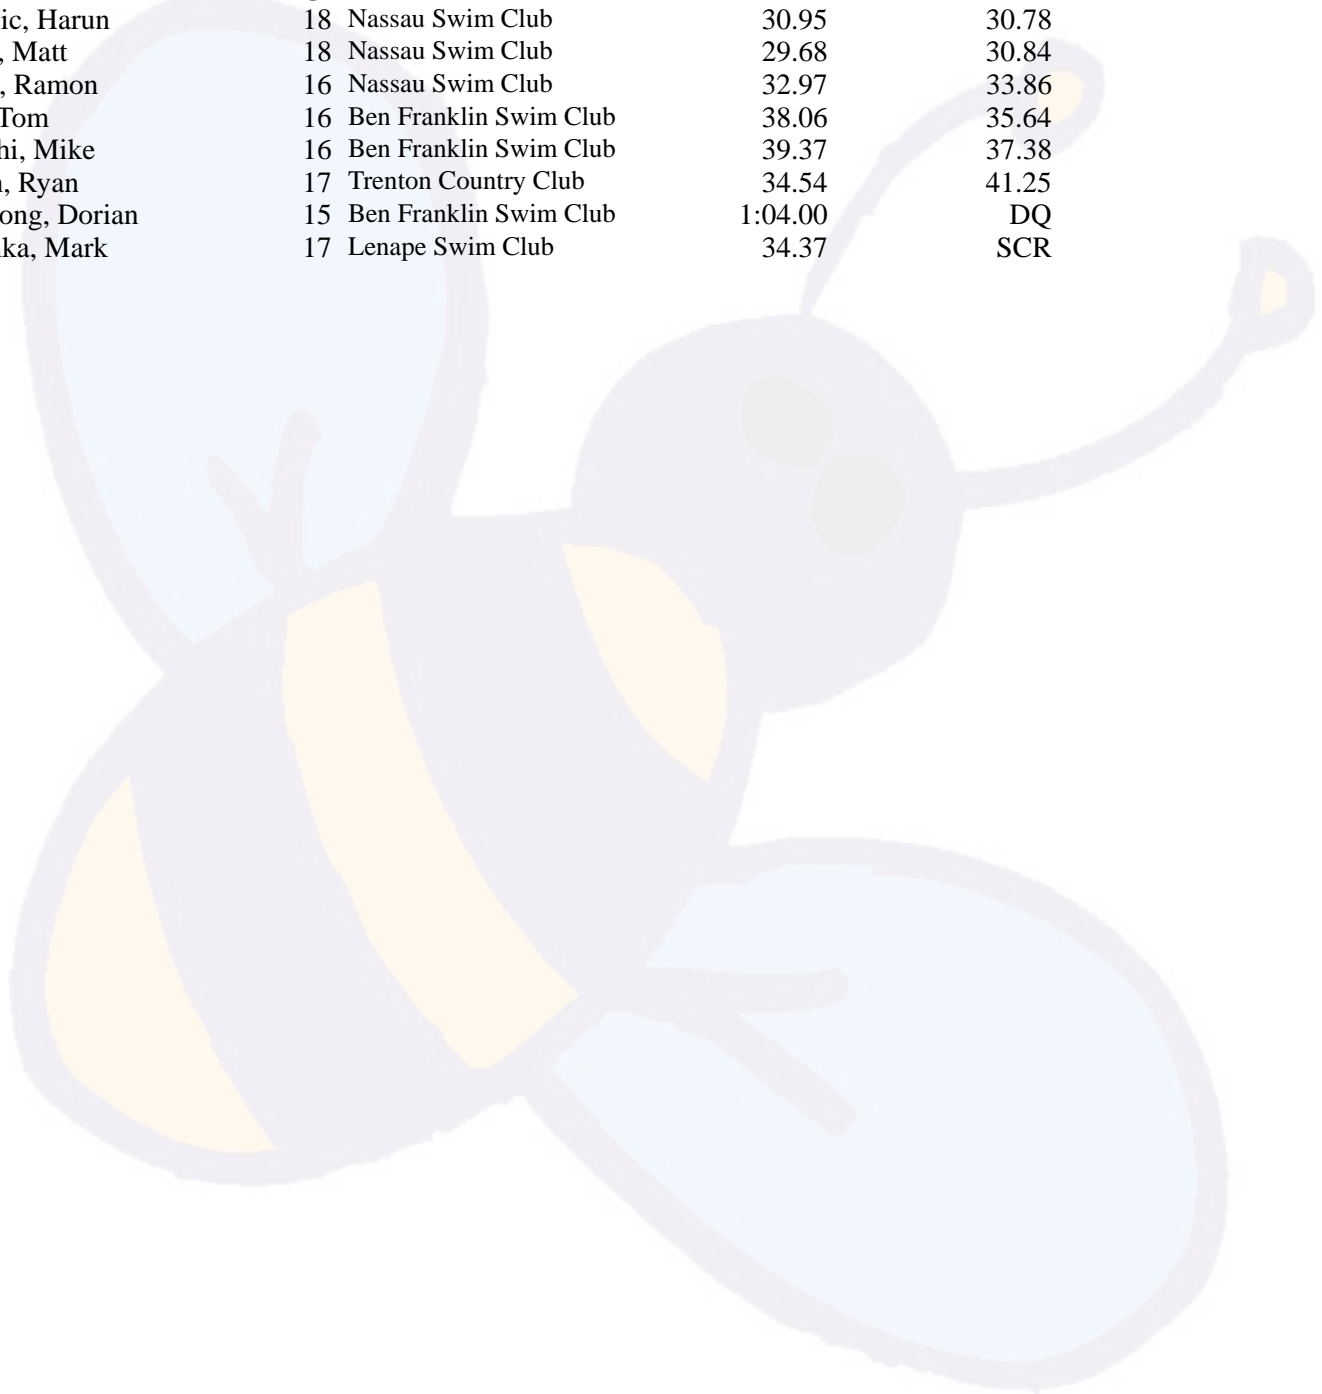 ic, Harun 18 Nassau Swim Club 30.95 30.78
, Matt 18 Nassau Swim Club 29.68 30.84
, Ramon 16 Nassau Swim Club 32.97 33.86
Tom 16 Ben Franklin Swim Club 38.06 35.64
hi, Mike 16 Ben Franklin Swim Club 39.37 37.38
, Ryan 17 Trenton Country Club 34.54 41.25
ong, Dorian 15 Ben Franklin Swim Club 1:04.00 DQ
ka, Mark 17 Lenape Swim Club 34.37 SCR